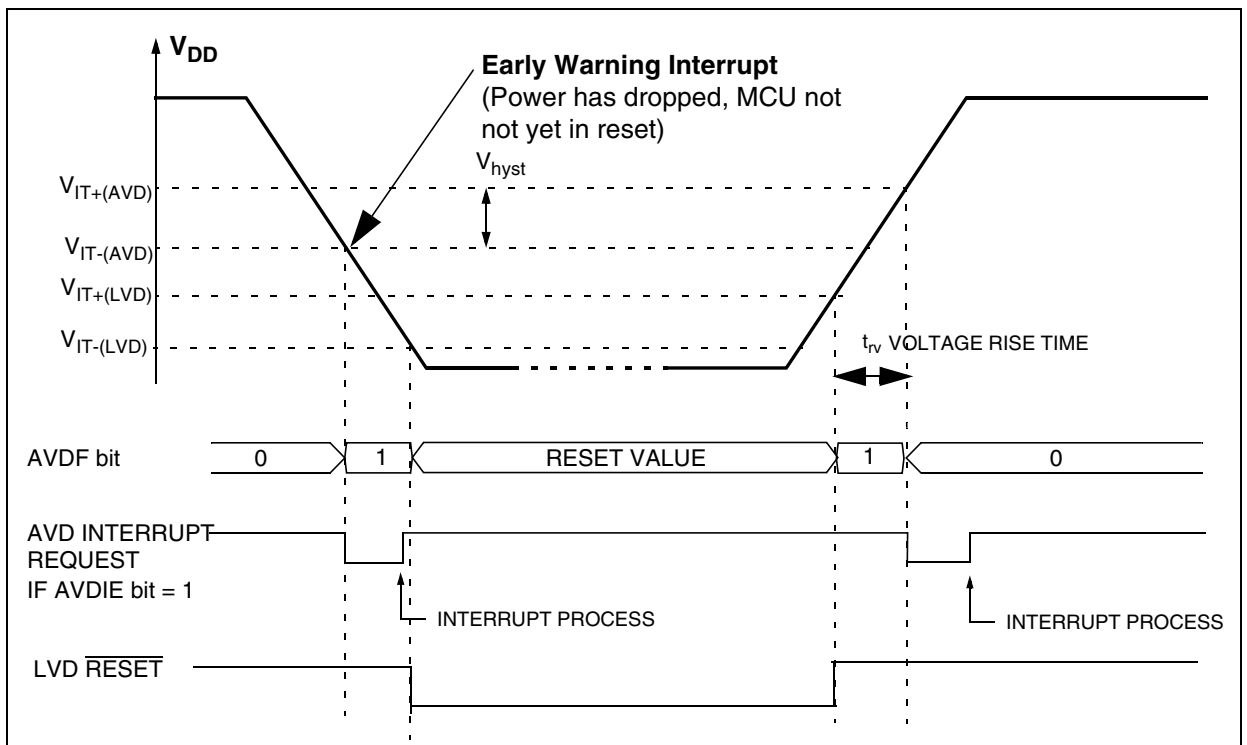 VDD
Early Warning Interrupt
(Power has dropped, MCU not
not yet in reset)
Vhyst
VIT+(AVD)
VIT-(AVD)
VIT+(LVD)
VIT-(LVD)
trv VOLTAGE RISE TIME
AVDF bit
0
1
RESET VALUE
1
0
AVD INTERRUPT
REQUEST
IF AVDIE bit = 1
INTERRUPT PROCESS
INTERRUPT PROCESS
LVD RESET